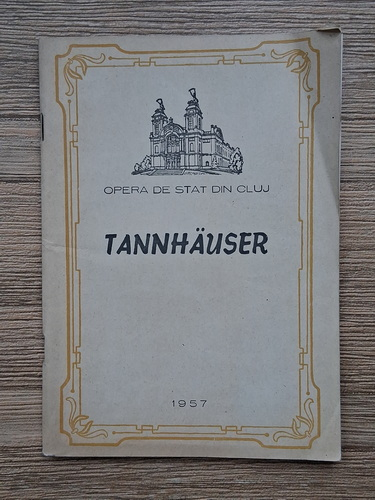 OPERA DE STAT DIN CLUJ
TANNHÄUSER
1957